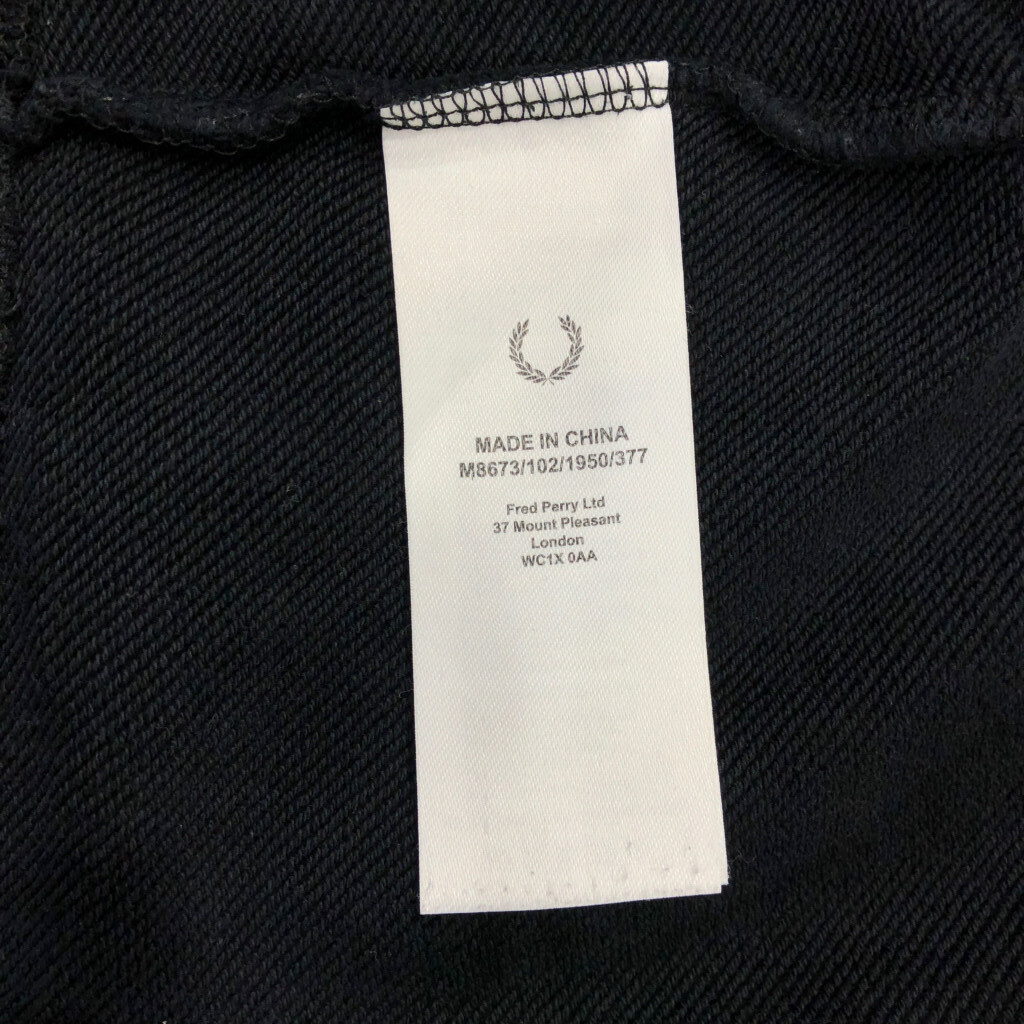 MADE IN CHINA
M8673/102/1950/377
Fred Perry Ltd
37 Mount Pleasant
London
WC1X 0AA